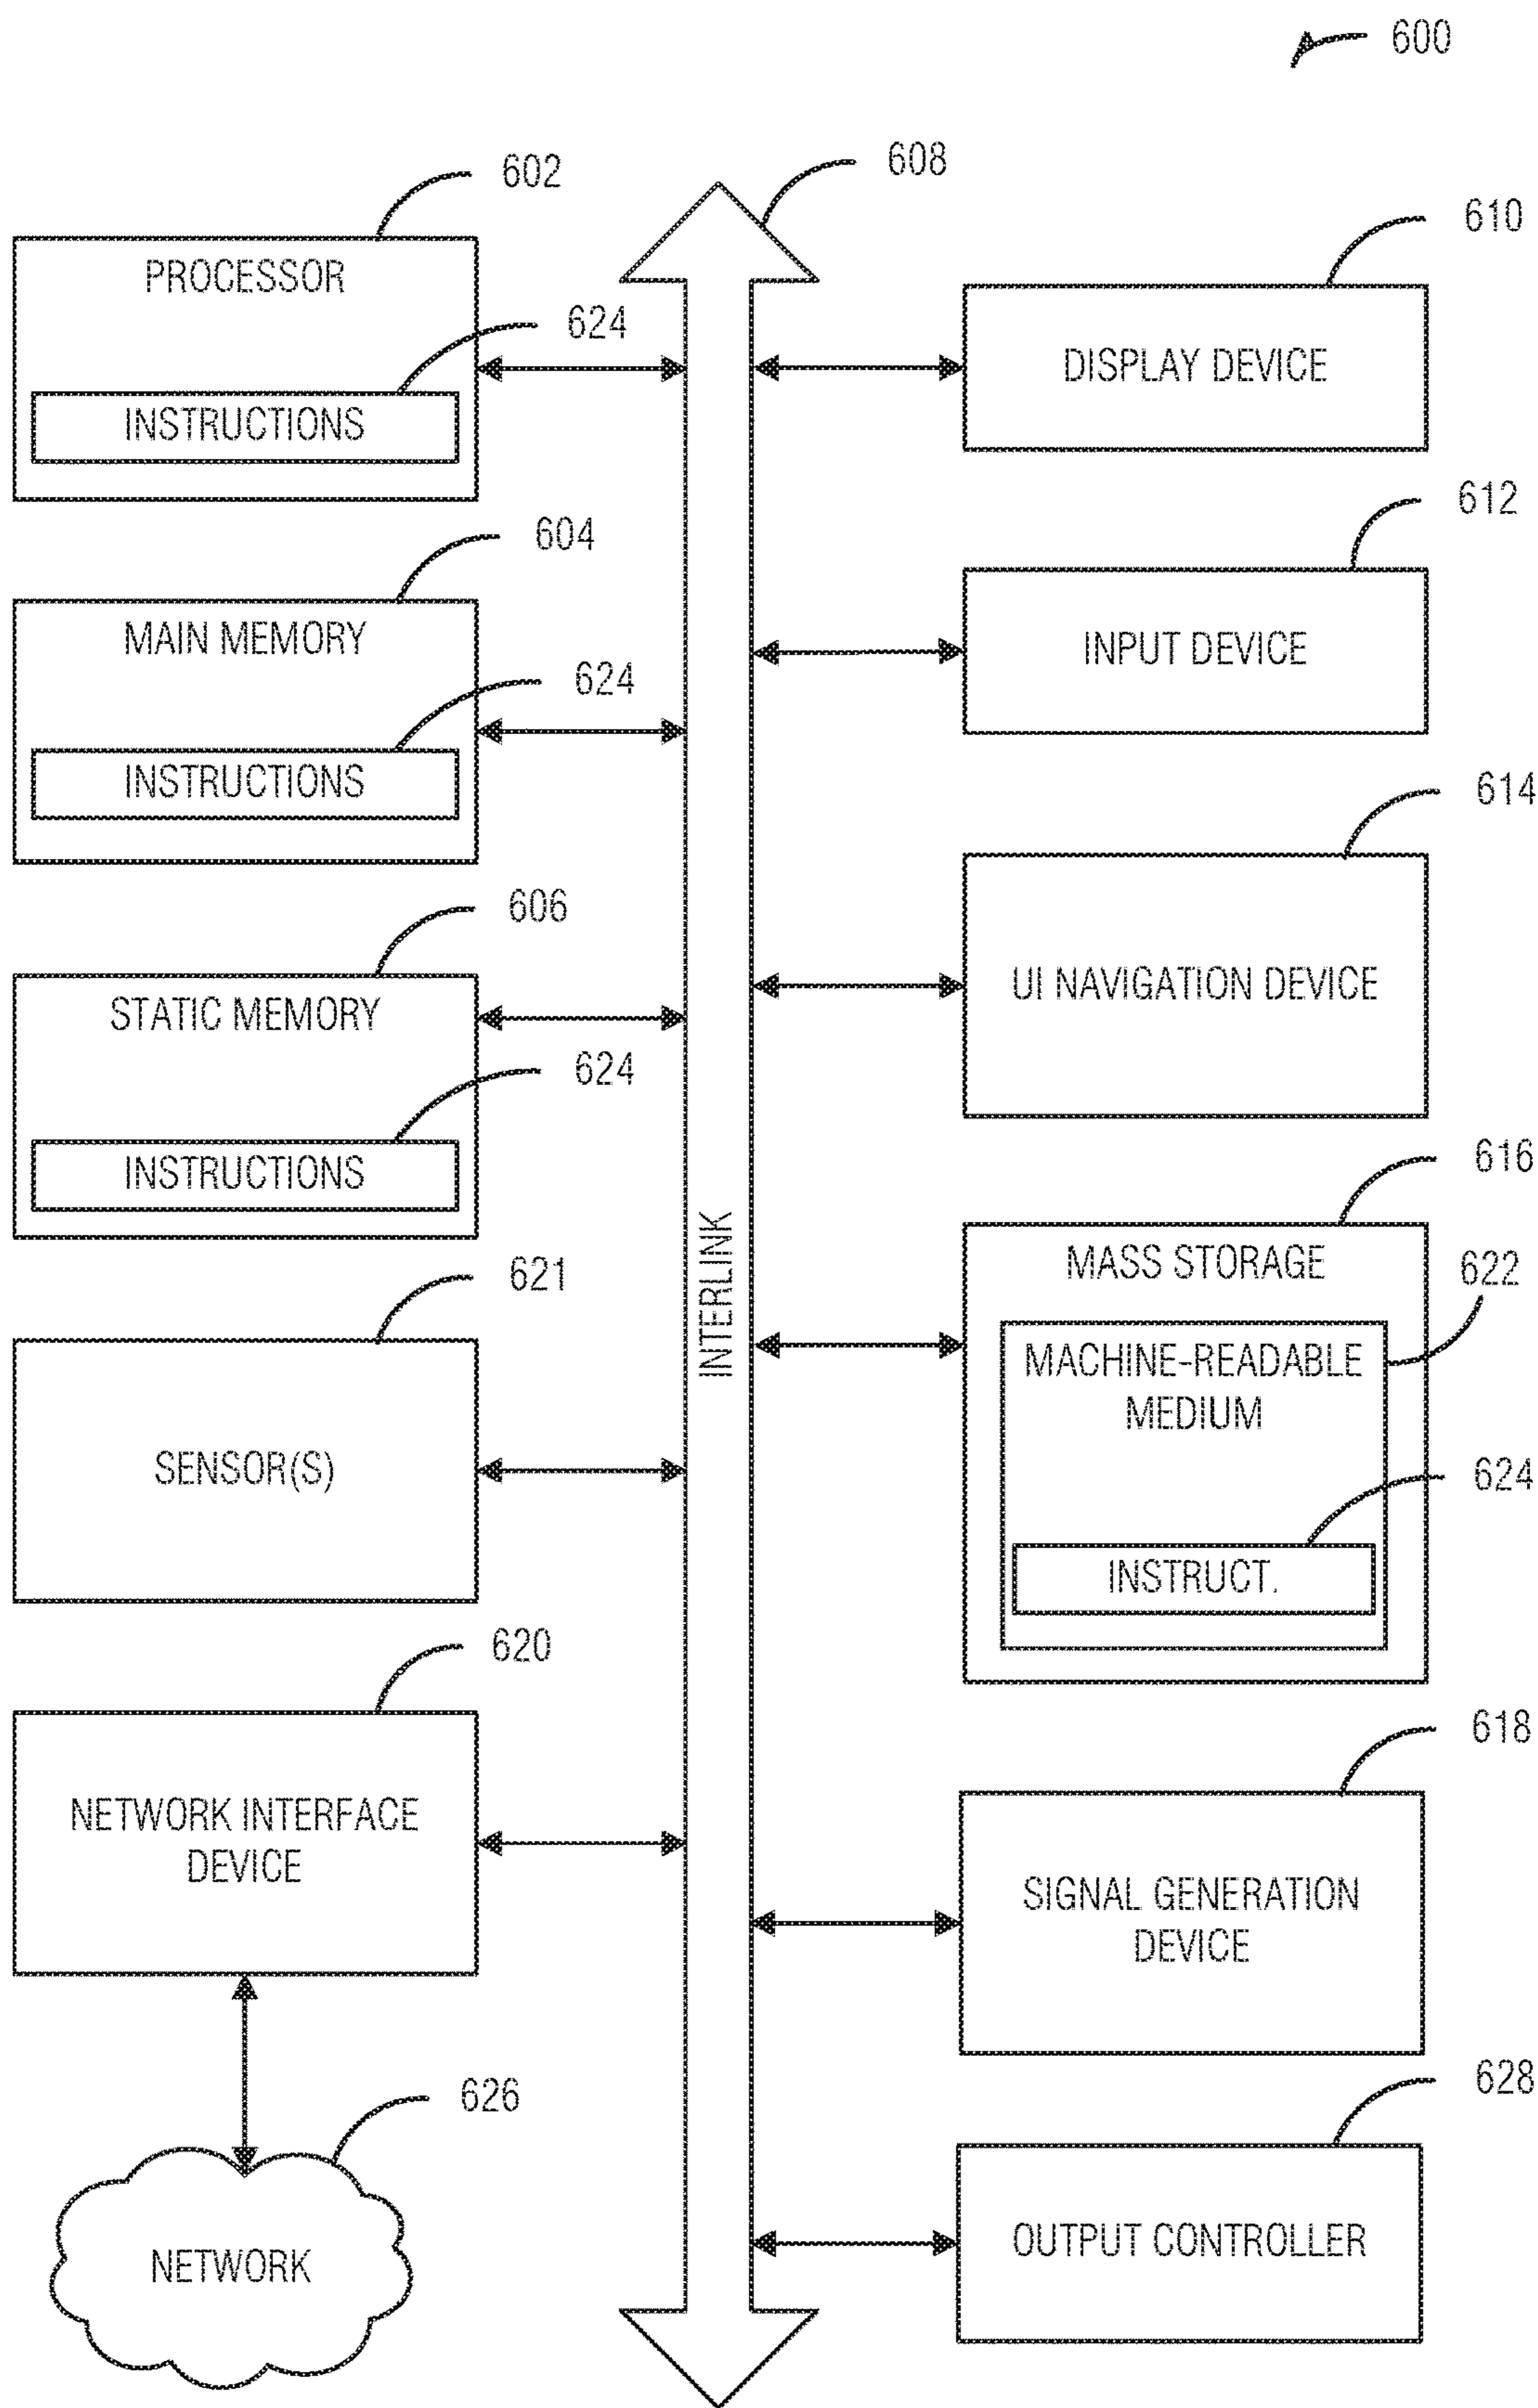 600
602
PROCESSOR
624
INSTRUCTIONS
604
MAIN MEMORY
624
INSTRUCTIONS
606
STATIC MEMORY
624
INSTRUCTIONS
621
SENSOR(S)
620
NETWORK INTERFACE
DEVICE
626
NETWORK
608
INTERLINK
610
DISPLAY DEVICE
612
INPUT DEVICE
614
UI NAVIGATION DEVICE
616
MASS STORAGE
622
MACHINE-READABLE
MEDIUM
624
INSTRUCT.
618
SIGNAL GENERATION
DEVICE
628
OUTPUT CONTROLLER